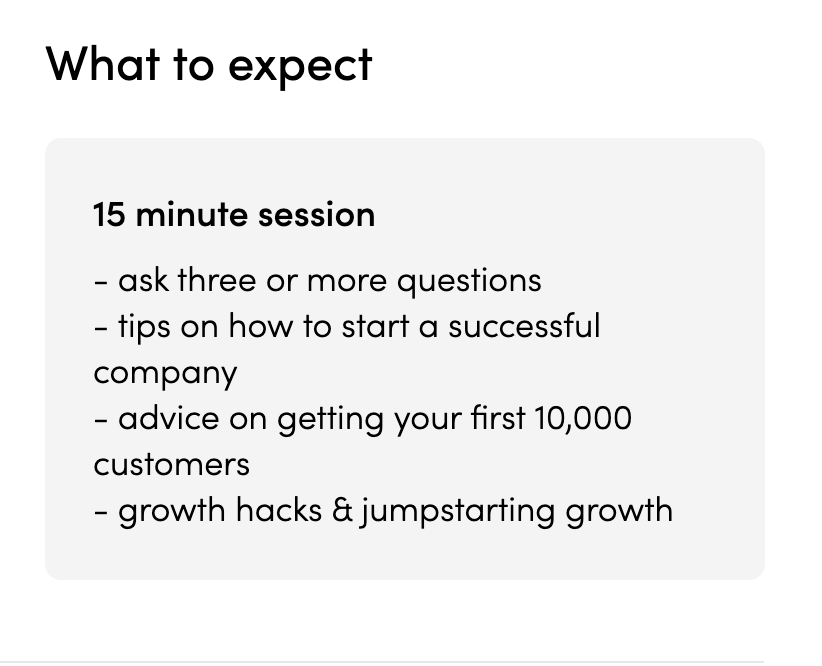 What to expect
15 minute session
- ask three or more questions
- tips on how to start a successful
company
- advice on getting your first 10,000
customers
- growth hacks & jumpstarting growth